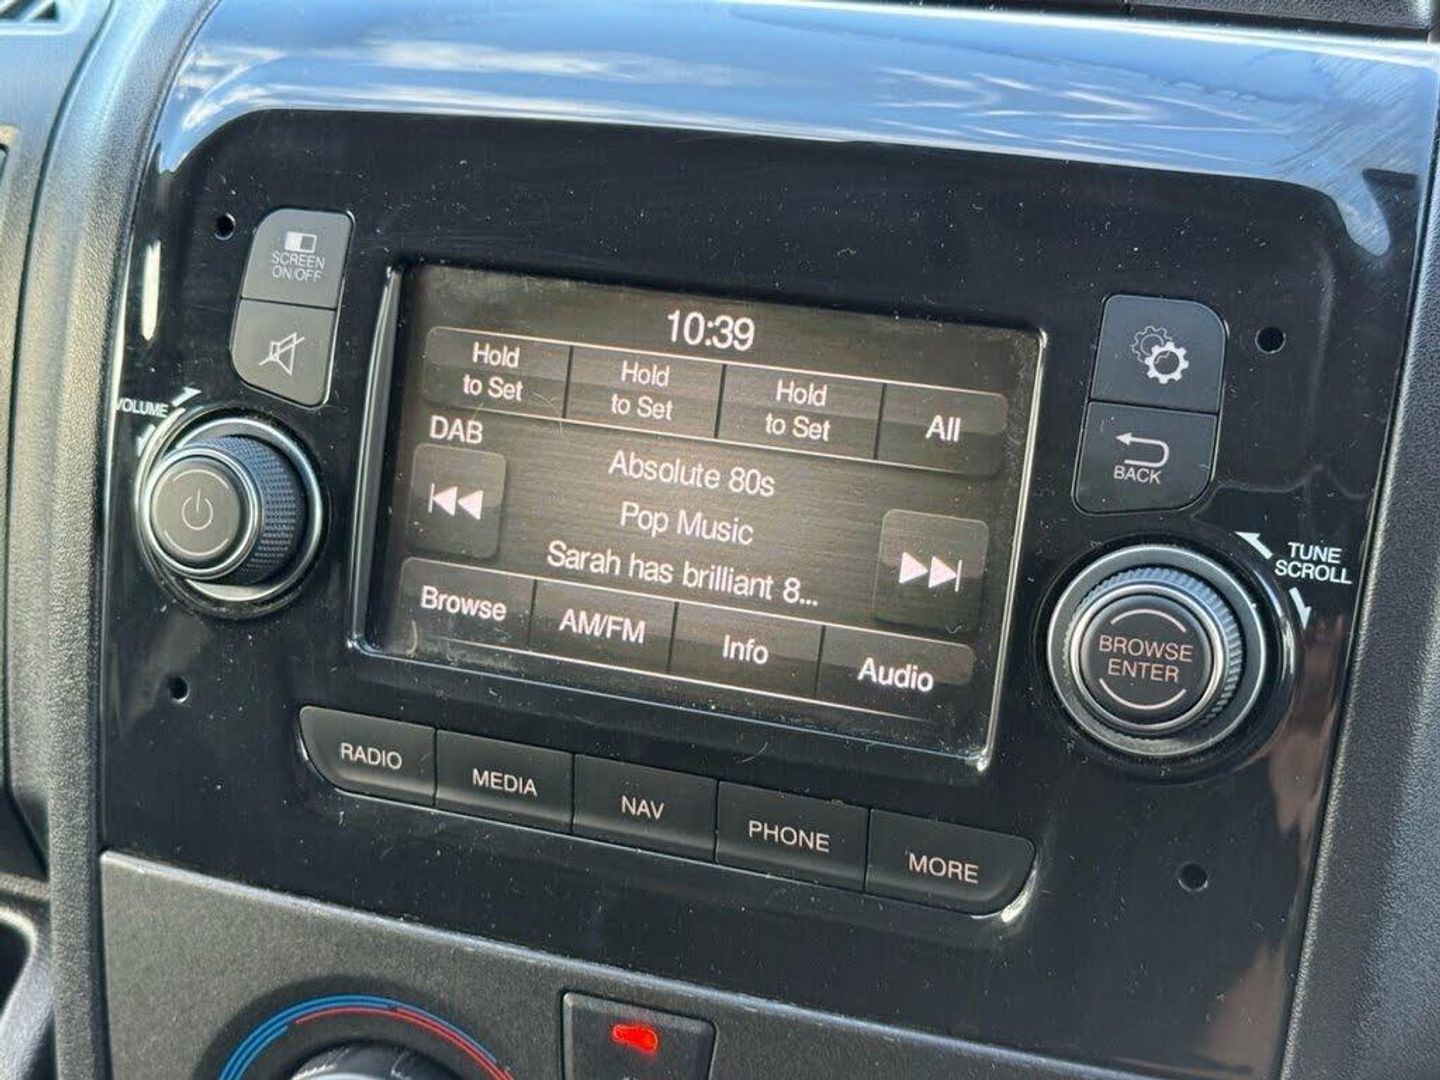 SCREEN
ON/OFF
VOLUME
10:39
Hold
to Set
Hold
to Set
Hold
to Set
All
DAB
Absolute 80s
Pop Music
Sarah has brilliant 8...
Browse
AM/FM
Info
Audio
BACK
TUNE
SCROLL
BROWSE
ENTER
RADIO
MEDIA
NAV
PHONE
MORE